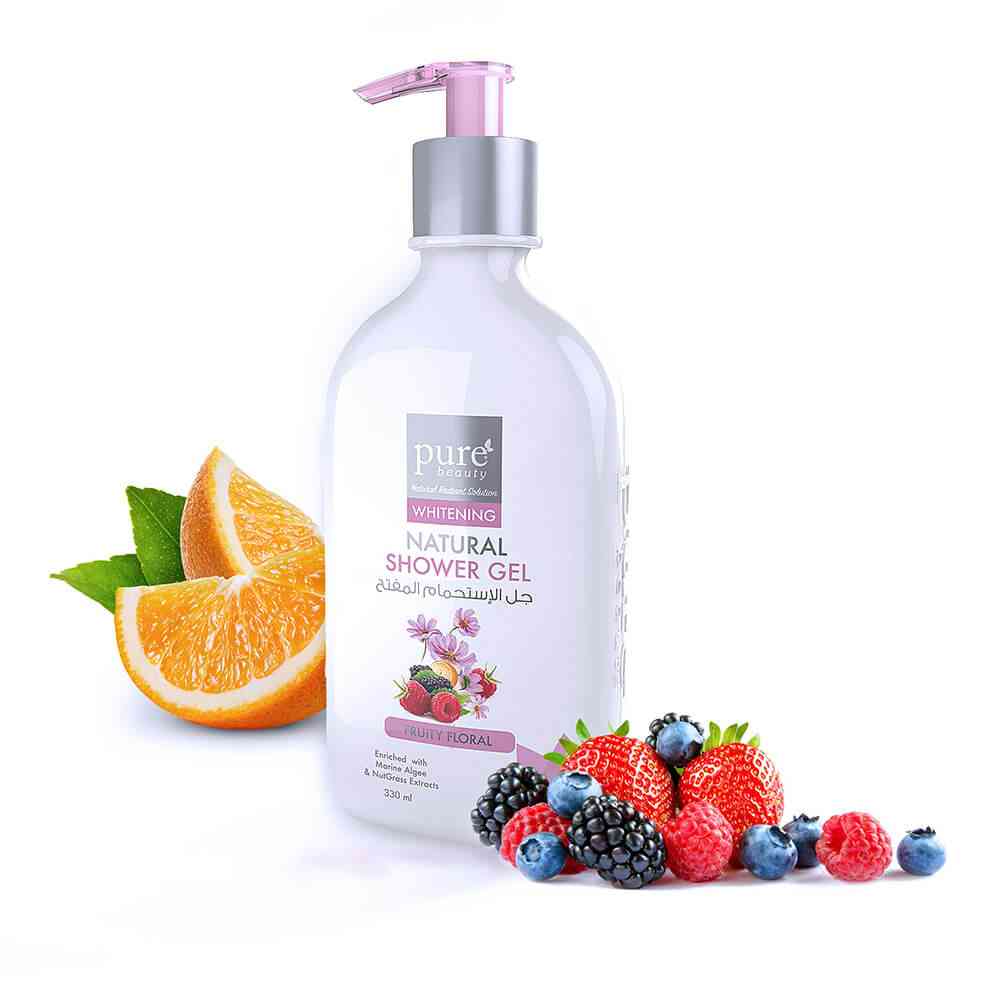 pure
beauty
Natural Radiant Solution
WHITENING
NATURAL
SHOWER GEL
جل الإستحمام المفتح
FRUITY FLORAL
Enriched with
Marine Algee
& NutGrass Extracts
330 ml